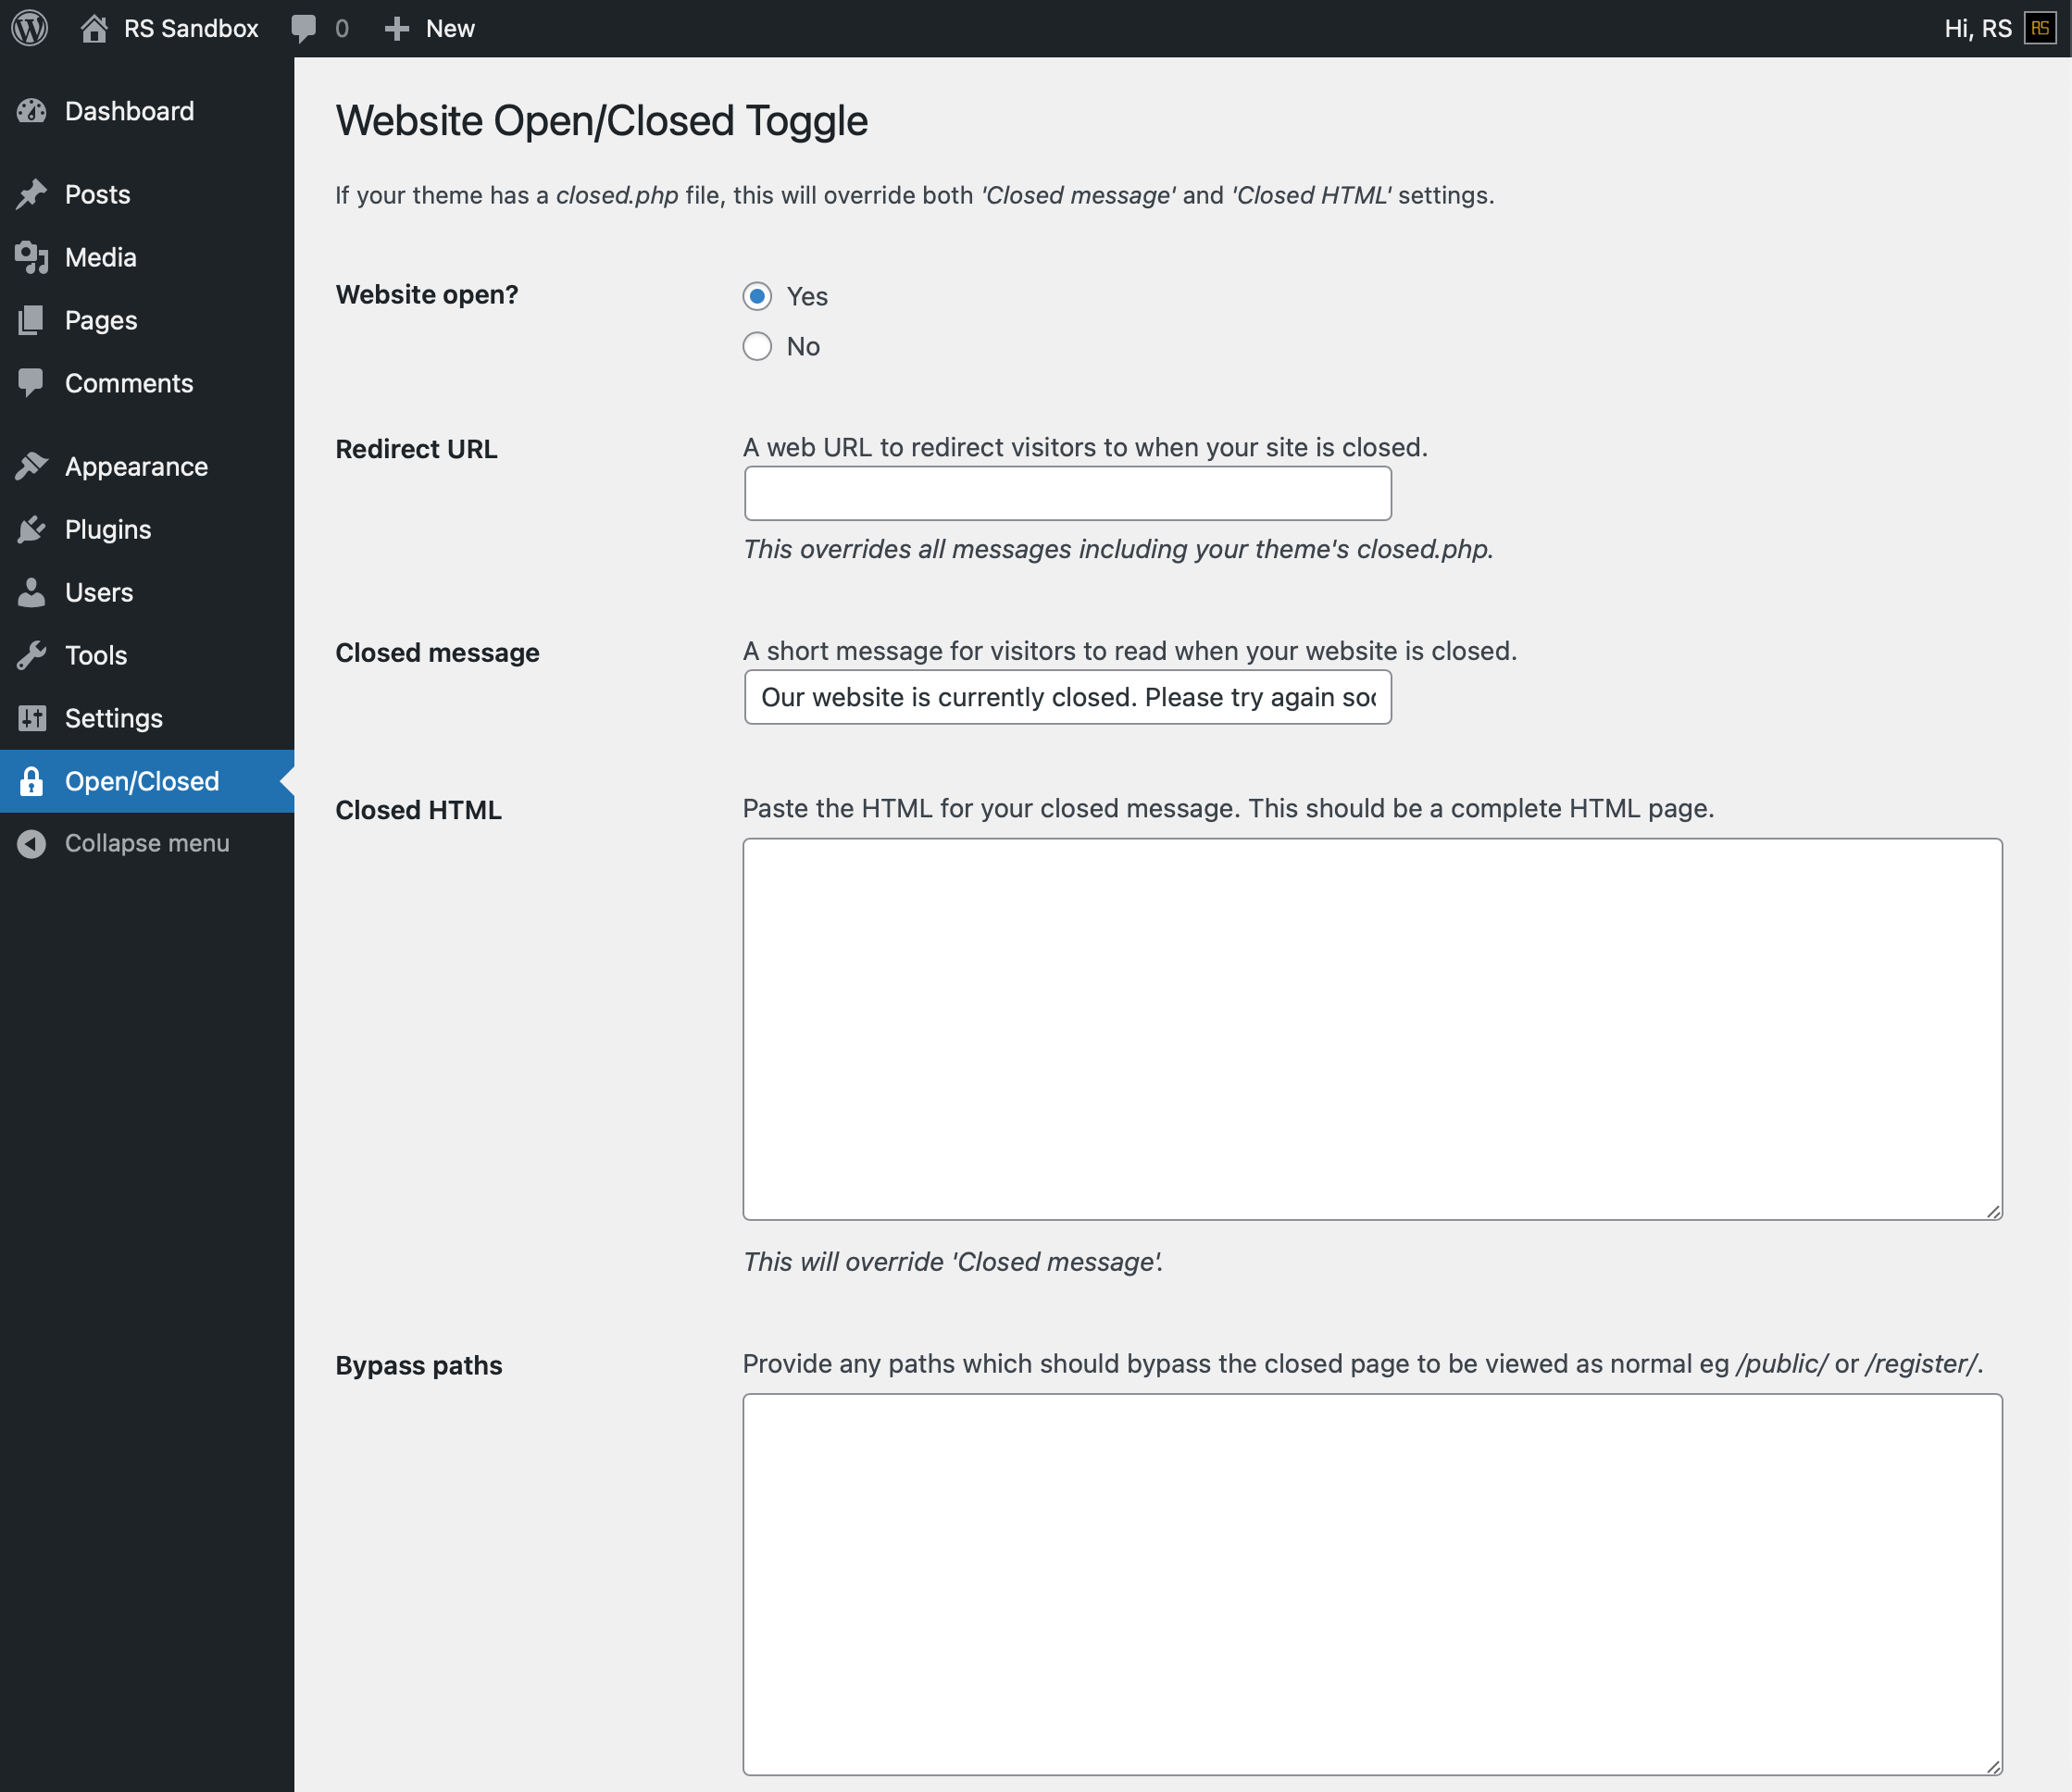 RS Sandbox 0 New Hi, RS RS
Dashboard
Posts
Media
Pages
Comments
Appearance
Plugins
Users
Tools
Settings
Open/Closed
Collapse menu
Website Open/Closed Toggle
If your theme has a closed.php file, this will override both 'Closed message' and 'Closed HTML' settings.
Website open?
Yes
No
Redirect URL
A web URL to redirect visitors to when your site is closed.
This overrides all messages including your theme's closed.php.
Closed message
A short message for visitors to read when your website is closed.
Our website is currently closed. Please try again
Closed HTML
Paste the HTML for your closed message. This should be a complete HTML page.
This will override 'Closed message'.
Bypass paths
Provide any paths which should bypass the closed page to be viewed as normal eg /public/ or /register/.